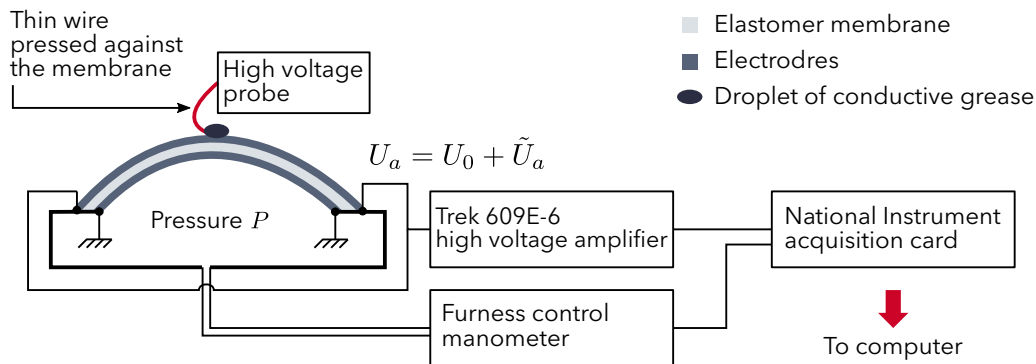 Thin wire
pressed against
the membrane
High voltage
probe
Elastomer membrane
Electrodres
Droplet of conductive grease
U_a = U_0 + Ũ_a
Pressure P
Trek 609E-6
high voltage amplifier
National Instrument
acquisition card
Furness control
manometer
To computer